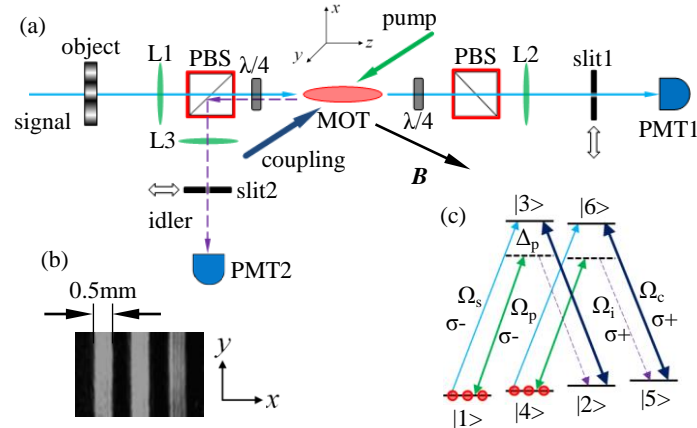 (a)
object
L1
PBS
λ/4
x
y
z
pump
PBS
L2
slit1
signal
L3
MOT
λ/4
PMT1
coupling
B
slit2
idler
PMT2
(b)
0.5mm
y
x
(c)
|3>
|6>
Δp
Ωs
Ωp
Ωi
Ωc
σ-
σ-
σ+
σ+
|1>
|4>
|2>
|5>